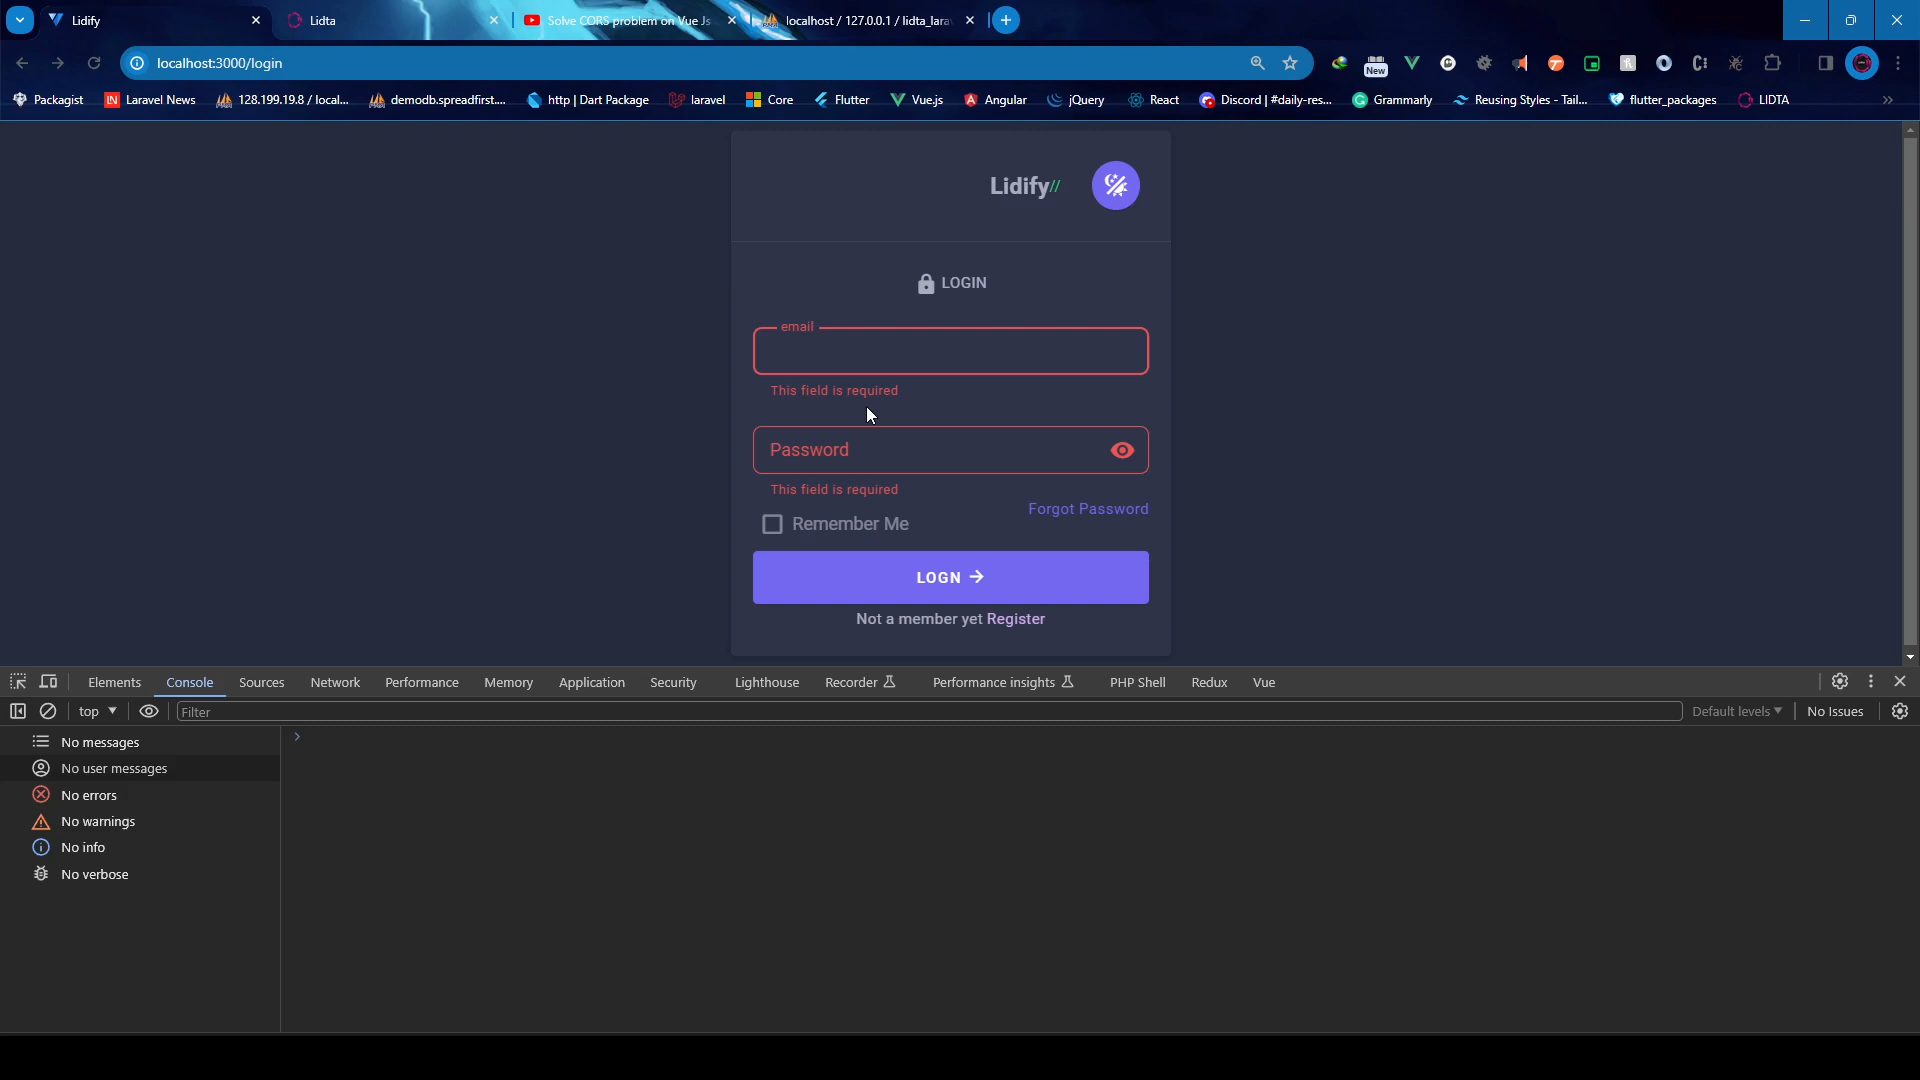 Lidify
Lidta
Solve CORS problem on Vue Js
localhost / 127.0.0.1 / lidta_lara
localhost:3000/login
New
Packagist
Laravel News
128.199.19.8 / local...
demodb.spreadfirst....
http | Dart Package
laravel
Core
Flutter
Vue.js
Angular
jQuery
React
Discord | #daily-res...
Grammarly
Reusing Styles - Tail...
flutter_packages
LIDTA
Lidify//
LOGIN
email
This field is required
Password
This field is required
Forgot Password
Remember Me
LOGN
Not a member yet Register
Elements
Console
Sources
Network
Performance
Memory
Application
Security
Lighthouse
Recorder
Performance insights
PHP Shell
Redux
Vue
top
Filter
Default levels
No Issues
No messages
No user messages
No errors
No warnings
No info
No verbose